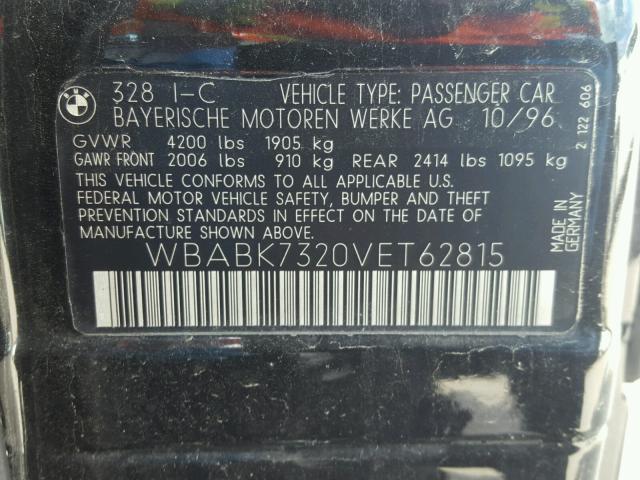 BMW
328 I-C VEHICLE TYPE: PASSENGER CAR
BAYERISCHE MOTOREN WERKE AG 10/96
GVWR 4200 lbs 1905 kg
GAWR FRONT 2006 lbs 910 kg REAR 2414 lbs 1095 kg
THIS VEHICLE CONFORMS TO ALL APPLICABLE U.S.
FEDERAL MOTOR VEHICLE SAFETY, BUMPER AND THEFT
PREVENTION STANDARDS IN EFFECT ON THE DATE OF
MANUFACTURE SHOWN ABOVE.
WBABK7320VET62815
2 122 606
MADE IN
GERMANY